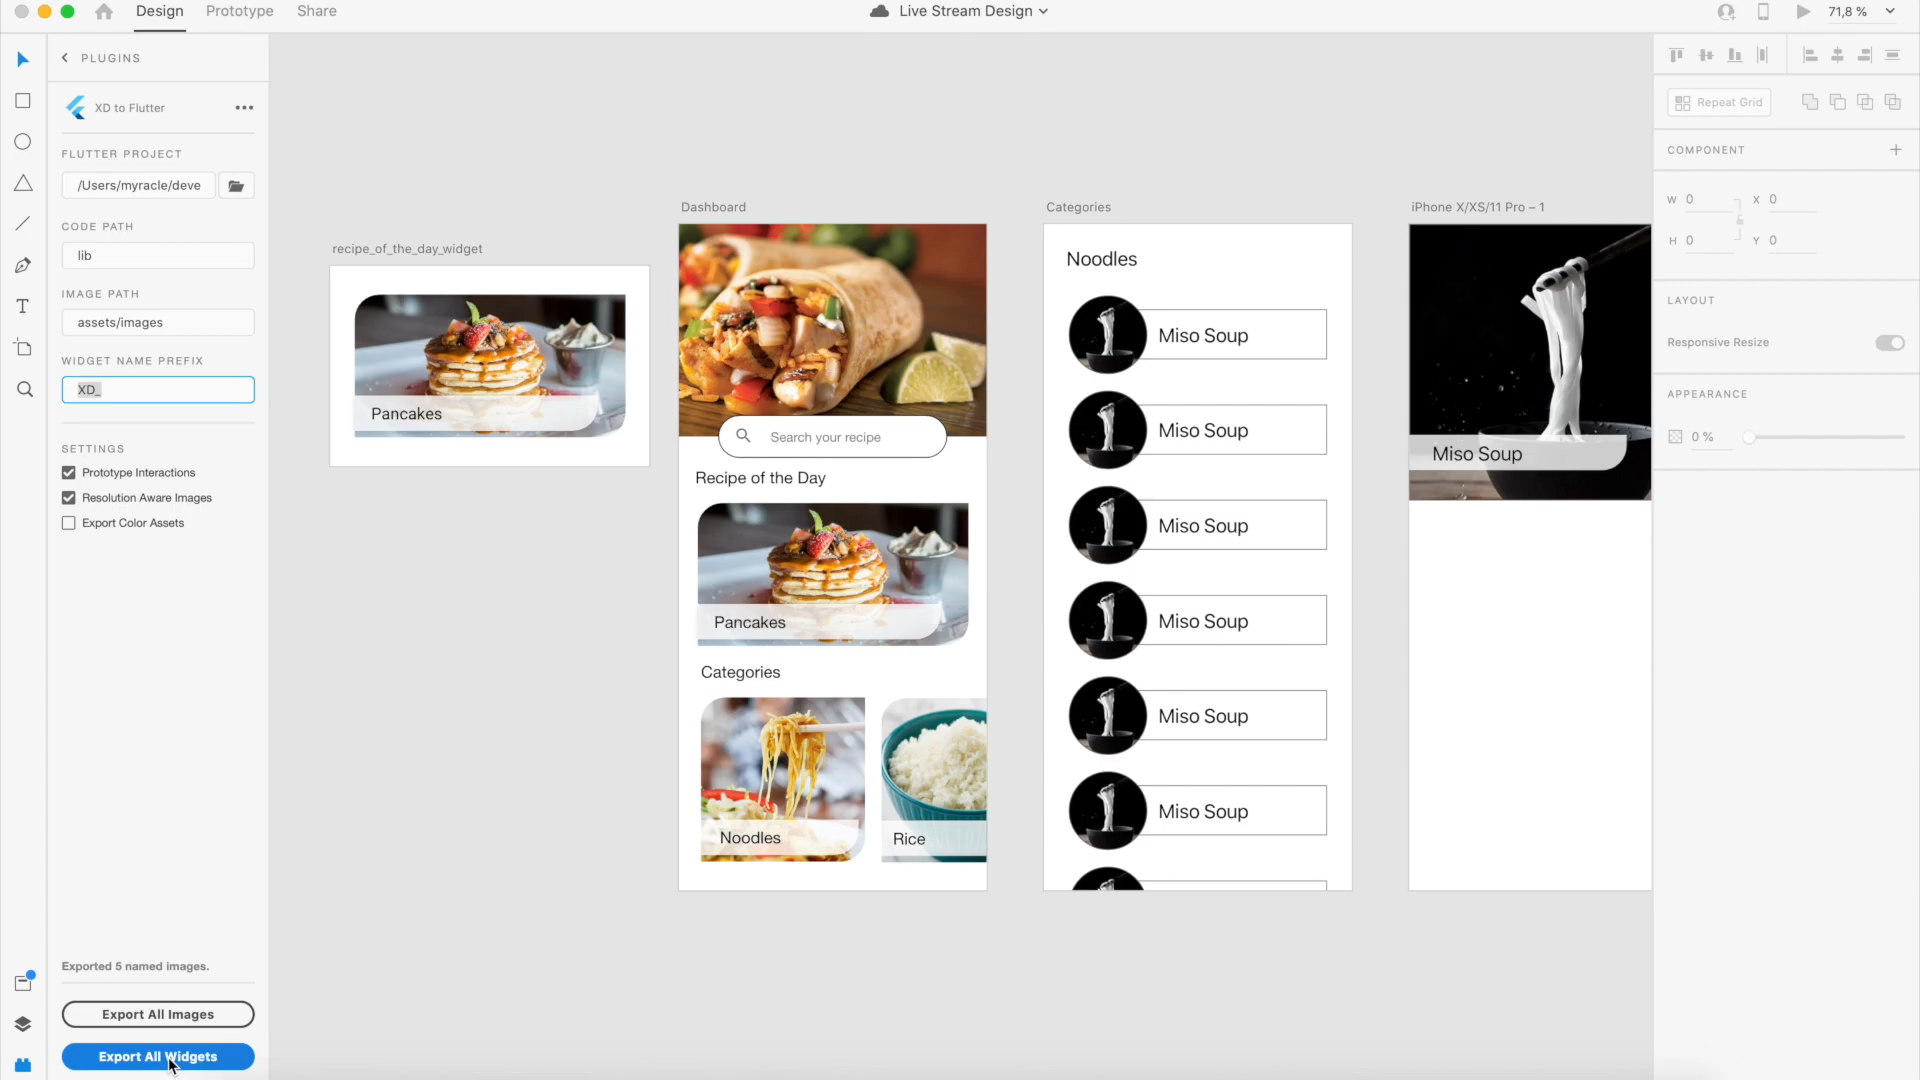 Design
Prototype
Share
Live Stream Design
71,8 %
PLUGINS
XD to Flutter
FLUTTER PROJECT
/Users/myracle/deve
CODE PATH
lib
IMAGE PATH
assets/images
WIDGET NAME PREFIX
XD_
SETTINGS
Prototype Interactions
Resolution Aware Images
Export Color Assets
Exported 5 named images.
Export All Images
Export All Widgets
recipe_of_the_day_widget
Pancakes
Dashboard
Search your recipe
Recipe of the Day
Pancakes
Categories
Noodles
Rice
Categories
Noodles
Miso Soup
Miso Soup
Miso Soup
Miso Soup
Miso Soup
Miso Soup
iPhone X/XS/11 Pro – 1
Miso Soup
Repeat Grid
COMPONENT
W 0 X 0
H 0 Y 0
LAYOUT
Responsive Resize
APPEARANCE
0 %